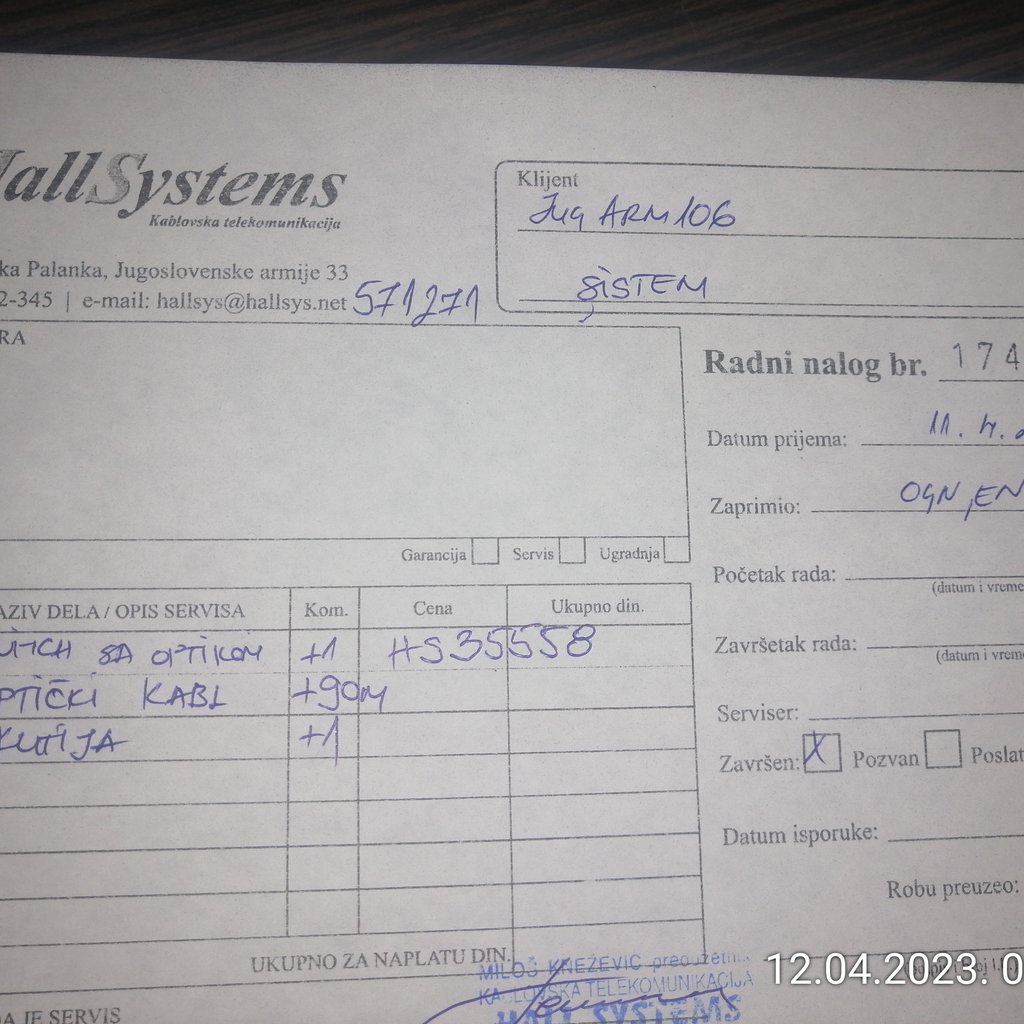 HallSystems
Kablovska telekomunikacija
ka Palanka, Jugoslovenske armije 33
2-345 | e-mail: hallsys@hallsys.net 571271
Klijent
Jug ARM 106
SISTEM
RA
Radni nalog br. 174
Datum prijema: 11. 4.
Zaprimio: OGNJEN
Početak rada:
(datum i vreme
Garancija Servis Ugradnja
AZIV DELA / OPIS SERVISA Kom. Cena Ukupno din.
ITCH SA OPTIKOM +1 HS35558
PTIČKI KABL +90M
KUTIJA +1
Završetak rada:
(datum i vreme
Serviser:
Završen: X Pozvan Poslat
Datum isporuke:
Robu preuzeo:
UKUPNO ZA NAPLATU DIN.
MILOŠ KNEŽEVIĆ preduzetnik
KABLOVSKA TELEKOMUNIKACIJA
HALL SYSTEMS
DA JE SERVIS
12.04.2023. 0